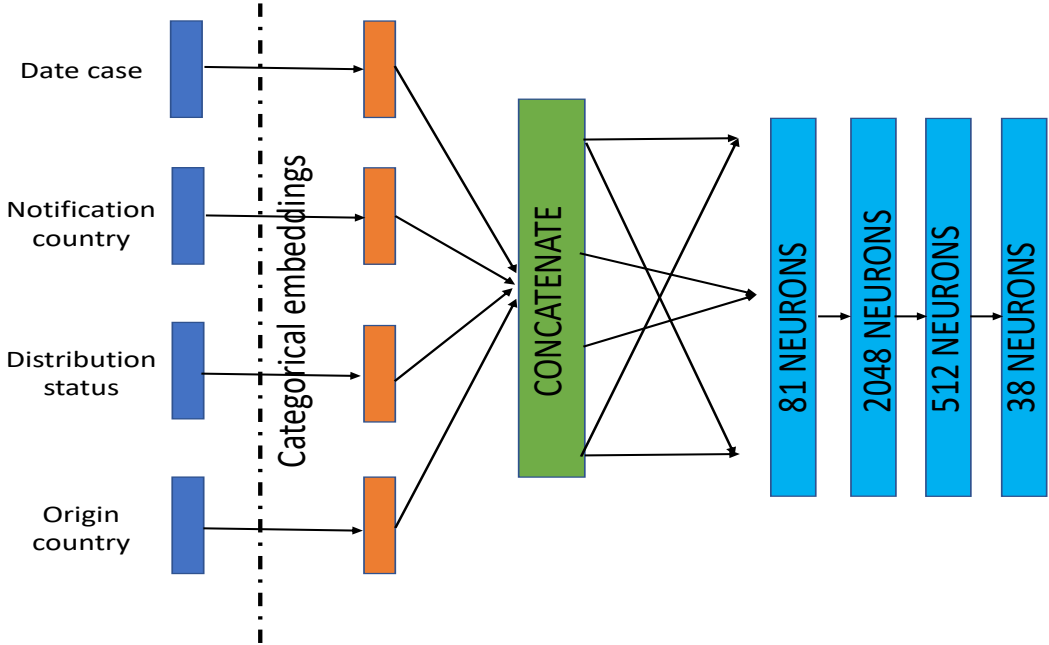 Date case
Notification
country
Distribution
status
Origin
country
Categorical embeddings
CONCATENATE
81 NEURONS
2048 NEURONS
512 NEURONS
38 NEURONS